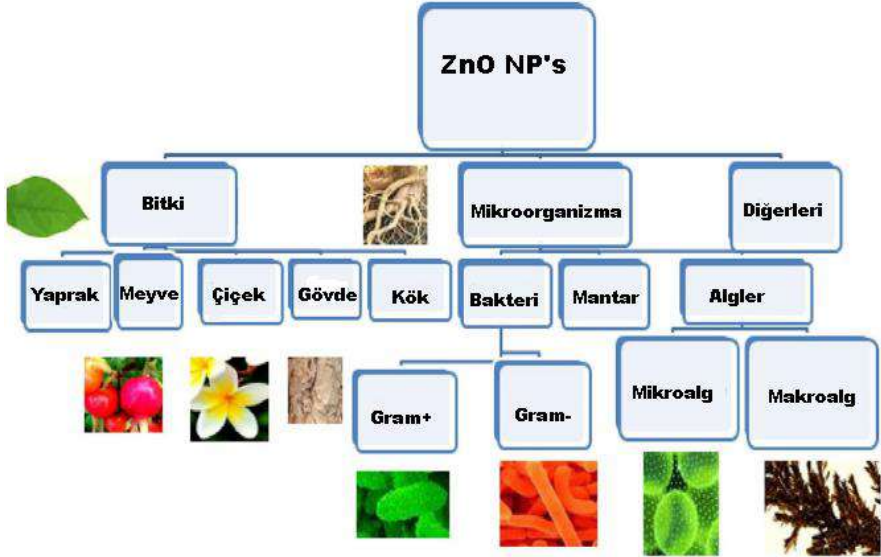 ZnO NP's
Bitki
Mikroorganizma
Diğerleri
Yaprak
Meyve
Çiçek
Gövde
Kök
Bakteri
Mantar
Algler
Gram+
Gram-
Mikroalg
Makroalg